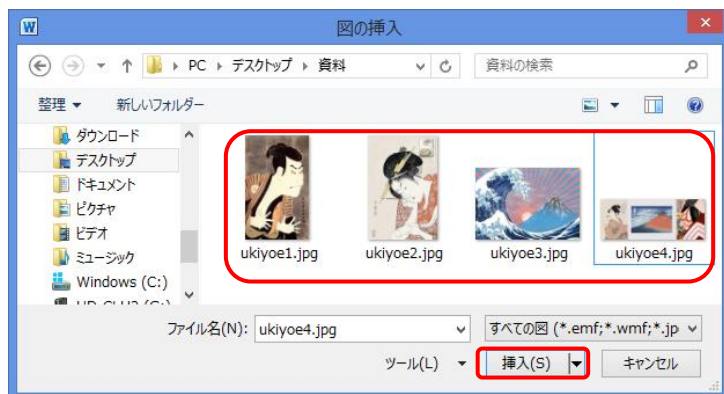 図の挿入
PC デスクトップ 資料
資料の検索
整理 新しいフォルダー
ダウンロード
デスクトップ
ドキュメント
ピクチャ
ビデオ
ミュージック
Windows (C:)
ukiyoe1.jpg ukiyoe2.jpg ukiyoe3.jpg ukiyoe4.jpg
ファイル名(N): ukiyoe4.jpg すべての図 (*.emf;*.wmf;*.jp
ツール(L) 挿入(S) キャンセル